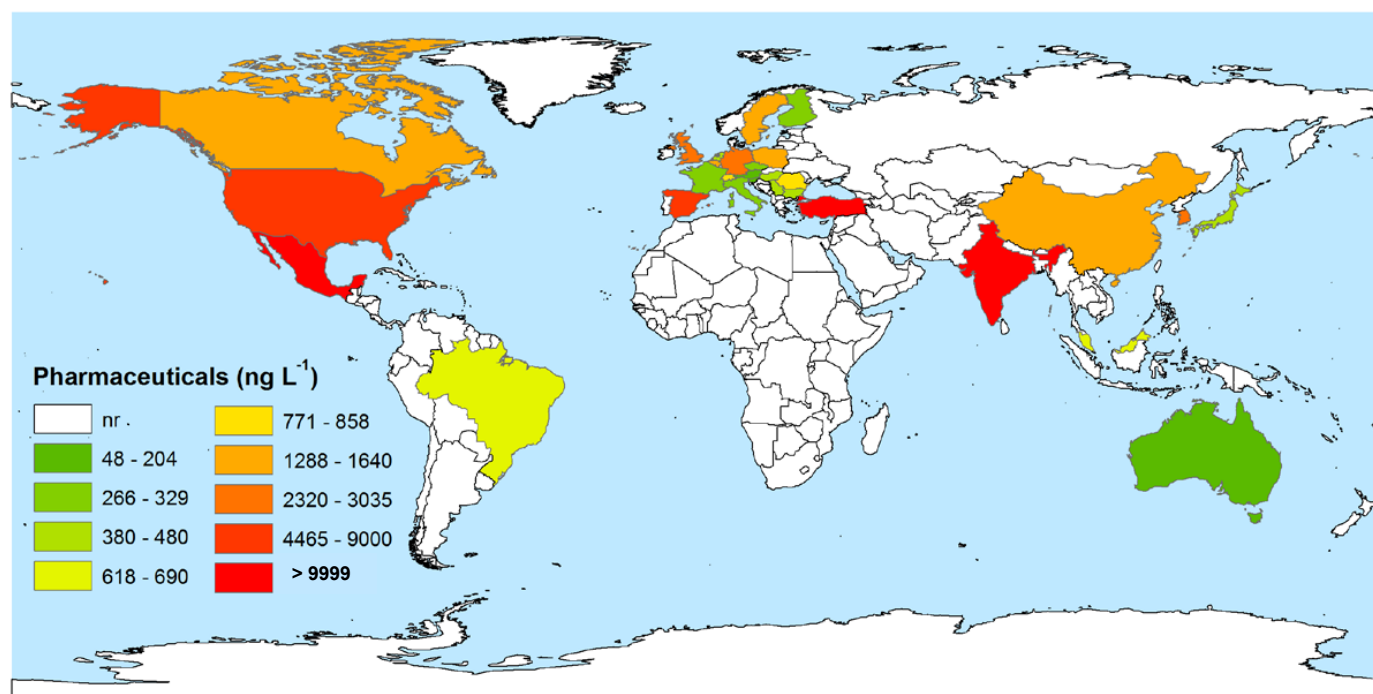 Pharmaceuticals (ng L-1)
nr .
48 - 204
266 - 329
380 - 480
618 - 690
771 - 858
1288 - 1640
2320 - 3035
4465 - 9000
> 9999